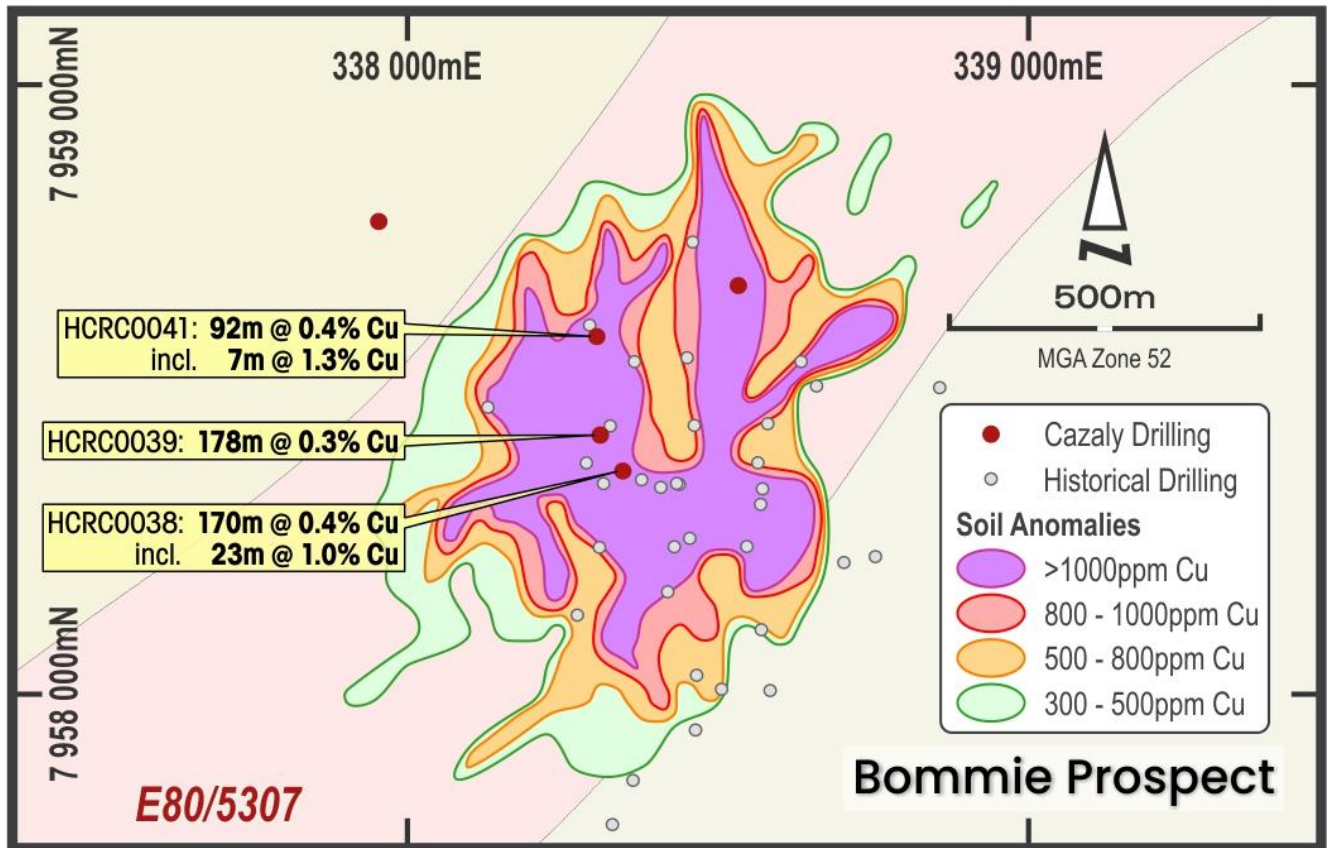 338 000mE
339 000mE
7 959 000mN
HCRC0041: 92m @ 0.4% Cu
incl. 7m @ 1.3% Cu
HCRC0039: 178m @ 0.3% Cu
HCRC0038: 170m @ 0.4% Cu
incl. 23m @ 1.0% Cu
7 958 000mN
E80/5307
N
500m
MGA Zone 52
Cazaly Drilling
Historical Drilling
Soil Anomalies
>1000ppm Cu
800 - 1000ppm Cu
500 - 800ppm Cu
300 - 500ppm Cu
Bommie Prospect